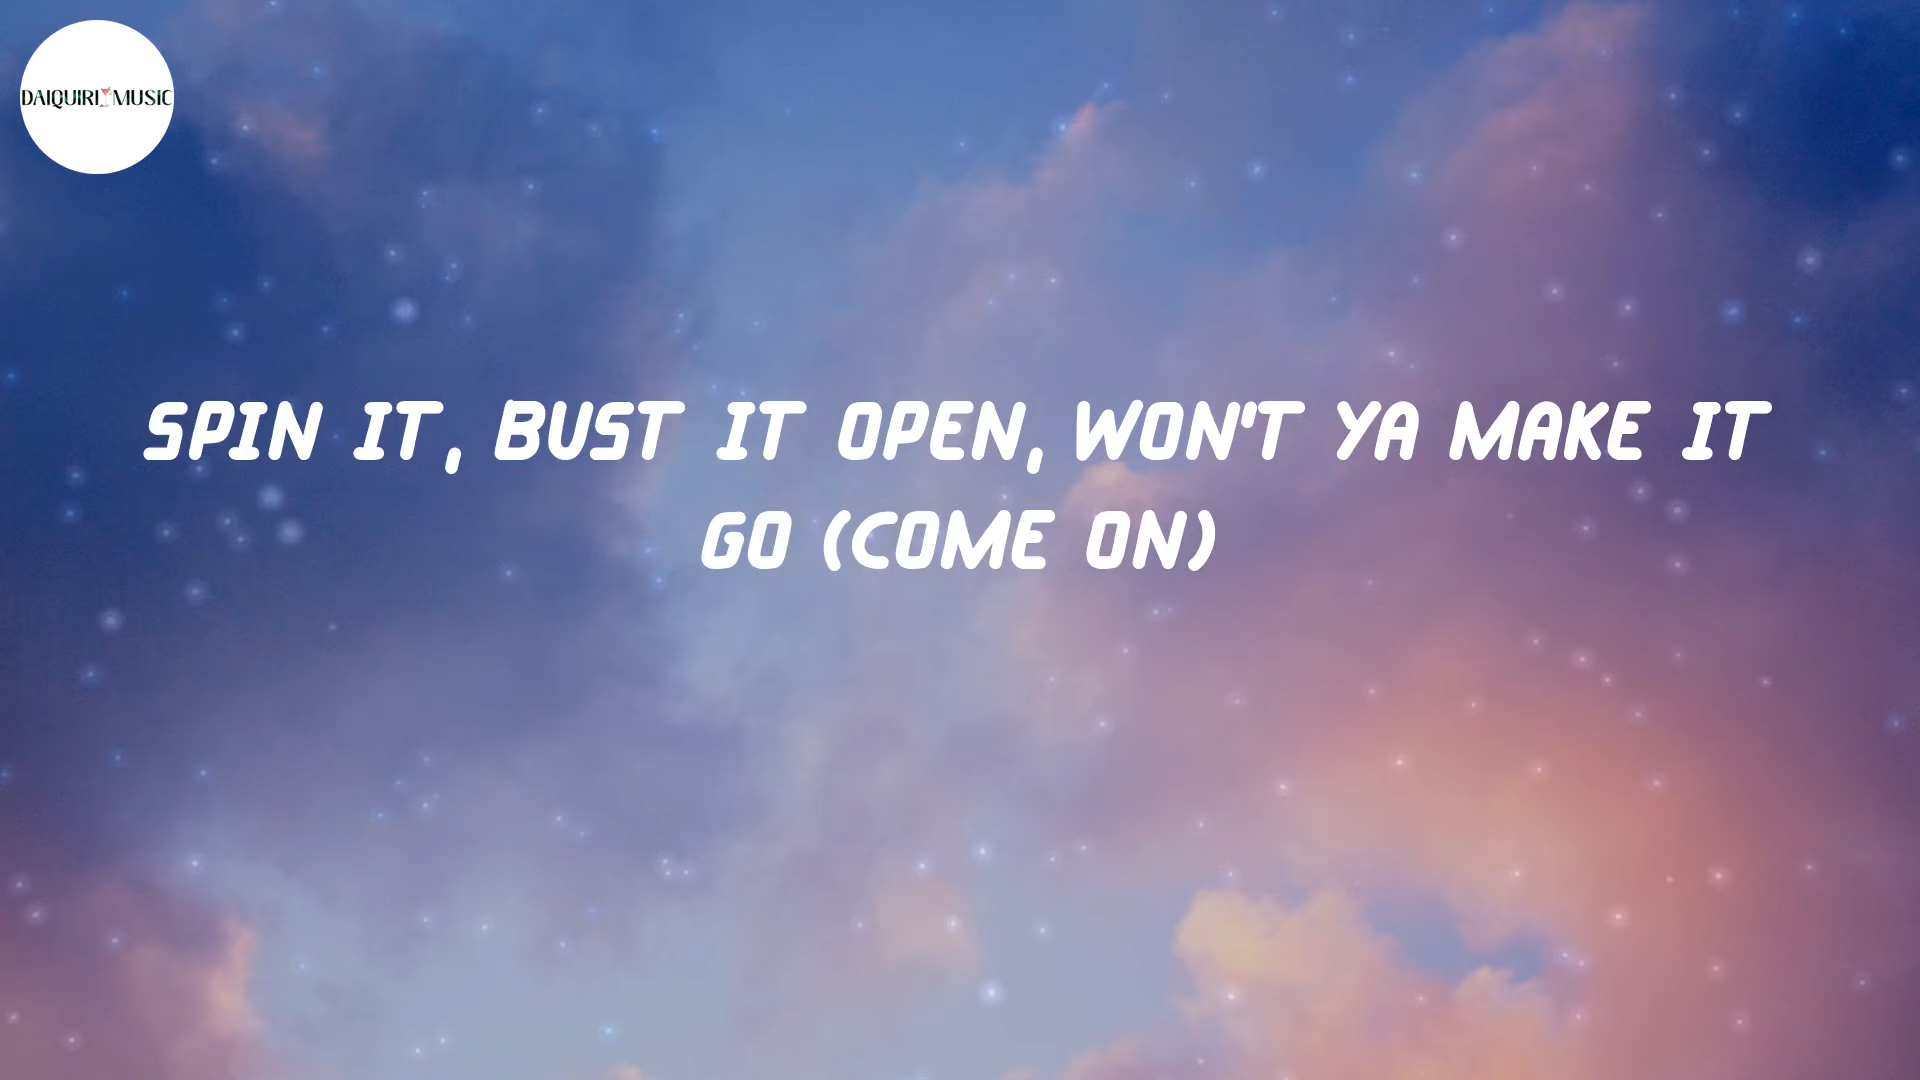 DAIQUIRI MUSIC
SPIN IT, BUST IT OPEN, WON'T YA MAKE IT
GO (COME ON)